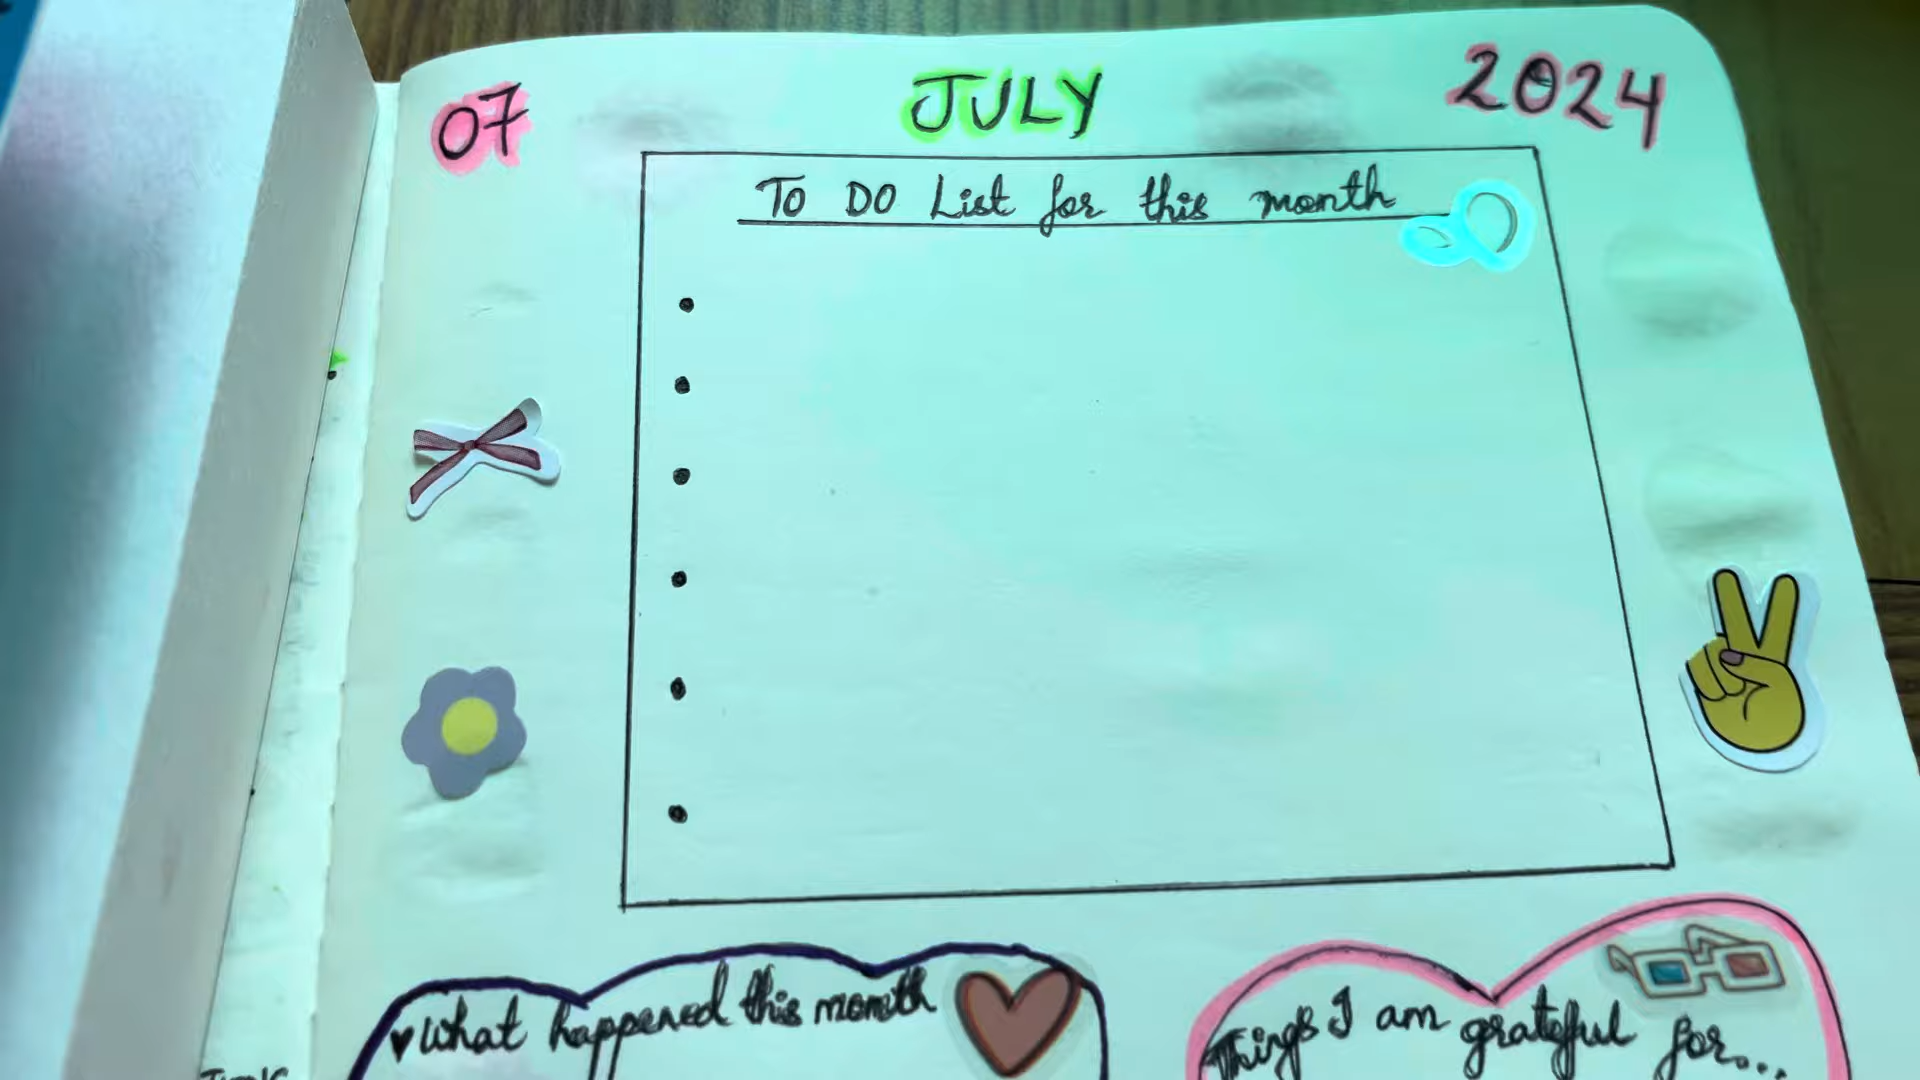 07 JULY 2024
TO DO List for this month
What happened this month
Things I am grateful for...